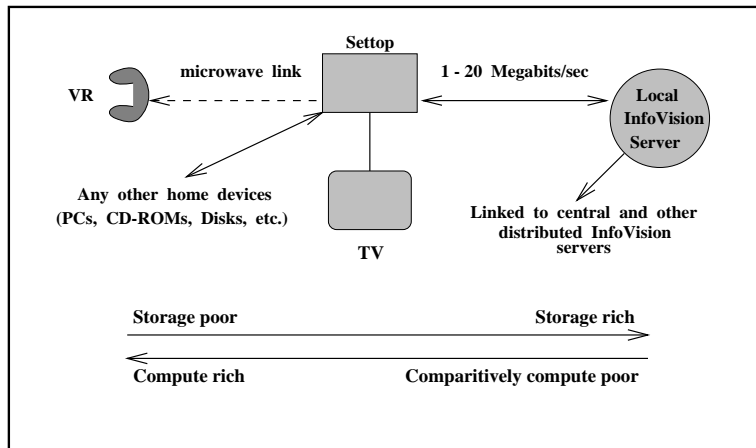 Settop
microwave link
1 - 20 Megabits/sec
VR
Local
InfoVision
Server
Any other home devices
(PCs, CD-ROMs, Disks, etc.)
TV
Linked to central and other
distributed InfoVision
servers
Storage poor
Storage rich
Compute rich
Comparitively compute poor